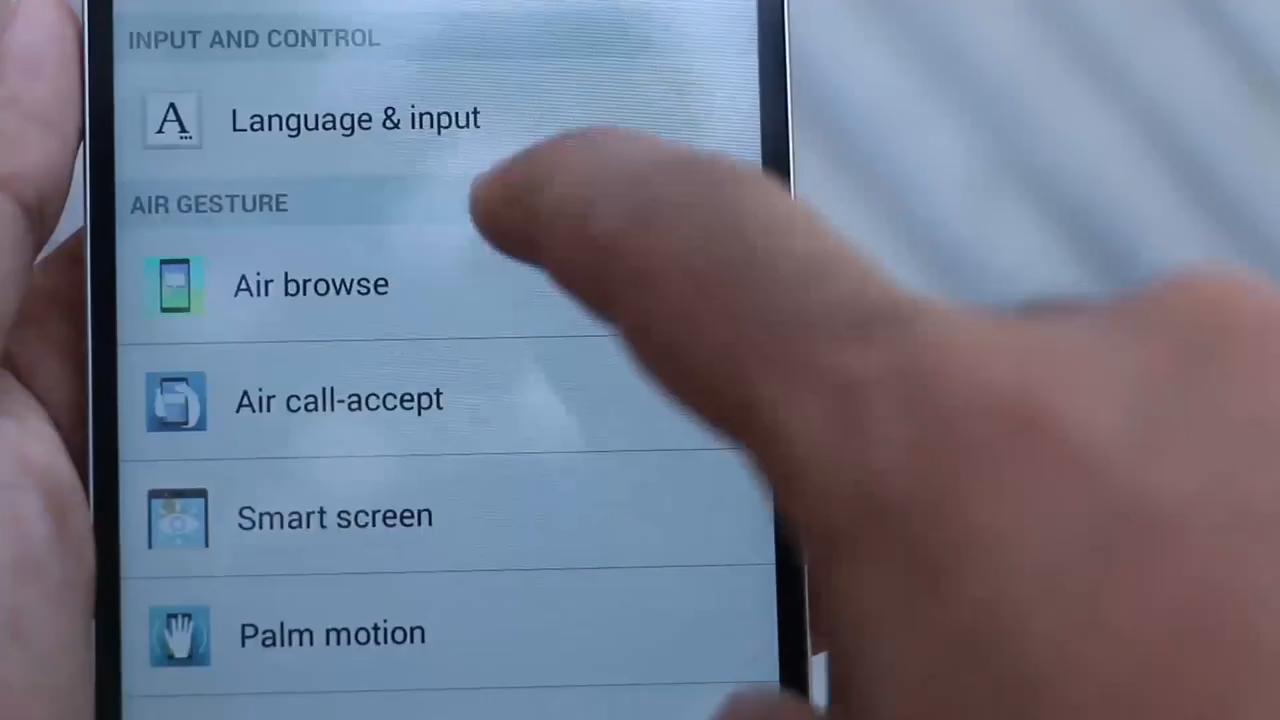 INPUT AND CONTROL
A
Language & input
AIR GESTURE
Air browse
Air call-accept
Smart screen
Palm motion